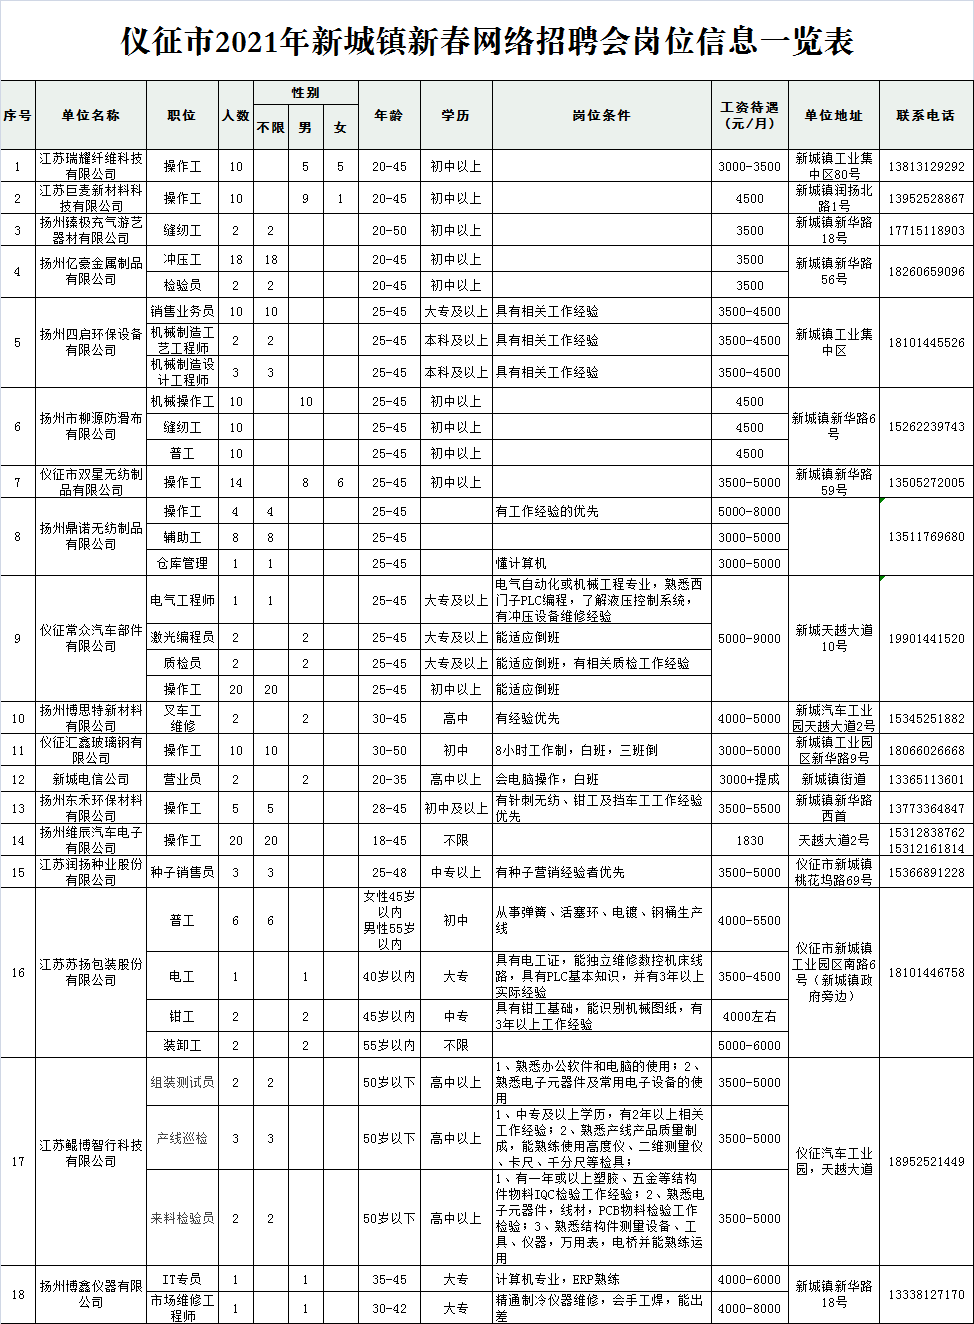 仪征市2021年新城镇新春网络招聘会岗位信息一览表
序号 单位名称 职位 人数 性别 年龄 学历 岗位条件 工资待遇（元/月） 单位地址 联系电话
不限 男 女
1 江苏瑞耀纤维科技有限公司 操作工 10 5 5 20-45 初中以上 3000-3500 新城镇工业集中区80号 13813129292
2 江苏巨麦新材料科技有限公司 操作工 10 9 1 20-45 初中以上 4500 新城镇润扬北路1号 13952528867
3 扬州臻极充气游艺器材有限公司 缝纫工 2 2 20-50 初中以上 3500 新城镇新华路18号 17715118903
4 扬州亿豪金属制品有限公司 冲压工 18 18 20-45 初中以上 3500 新城镇新华路56号 18260659096
检验员 2 2 20-45 初中以上 3500
5 扬州四启环保设备有限公司 销售业务员 10 10 25-45 大专及以上 具有相关工作经验 3500-4500 新城镇工业集中区 18101445526
机械制造工艺工程师 2 2 25-45 本科及以上 具有相关工作经验 3500-4500
机械制造设计工程师 3 3 25-45 本科及以上 具有相关工作经验 3500-4500
6 扬州市柳源防滑布有限公司 机械操作工 10 10 25-45 初中以上 4500 新城镇新华路6号 15262239743
缝纫工 10 25-45 初中以上 4500
普工 10 25-45 初中以上 4500
7 仪征市双星无纺制品有限公司 操作工 14 8 6 25-45 初中以上 3500-5000 新城镇新华路59号 13505272005
8 扬州鼎诺无纺制品有限公司 操作工 4 4 25-45 有工作经验的优先 5000-8000 13511769680
辅助工 8 8 25-45 3000-5000
仓库管理 1 1 25-45 懂计算机 3000-5000
9 仪征常众汽车部件有限公司 电气工程师 1 1 25-45 大专及以上 电气自动化或机械工程专业，熟悉西门子PLC编程，了解液压控制系统，有冲压设备维修经验 5000-9000 新城天越大道10号 19901441520
激光编程员 2 2 25-45 大专及以上 能适应倒班
质检员 2 2 25-45 大专及以上 能适应倒班，有相关质检工作经验
操作工 20 20 25-45 初中以上 能适应倒班
10 扬州博思特新材料有限公司 叉车工维修 2 2 30-45 高中 有经验优先 4000-5000 新城汽车工业园天越大道2号 15345251882
11 仪征汇鑫玻璃钢有限公司 操作工 10 10 30-50 初中 8小时工作制，白班，三班倒 3000-5000 新城镇工业园区新华路9号 18066026668
12 新城电信公司 营业员 2 2 20-35 高中以上 会电脑操作，白班 3000+提成 新城镇街道 13365113601
13 扬州东禾环保材料有限公司 操作工 5 5 28-45 初中及以上 有针刺无纺、钳工及挡车工工作经验优先 3500-5500 新城镇新华路西首 13773364847
14 扬州维辰汽车电子有限公司 操作工 20 20 18-45 不限 1830 天越大道2号 15312838762 15312161814
15 江苏润扬种业股份有限公司 种子销售员 3 3 25-48 中专以上 有种子营销经验者优先 3500-5000 仪征市新城镇桃花坞路69号 15366891228
16 江苏苏扬包装股份有限公司 普工 6 6 女性45岁以内男性55岁以内 初中 从事弹簧、活塞环、电镀、钢桶生产线 4000-5500 仪征市新城镇工业园区南路6号（新城镇政府旁边） 18101446758
电工 1 1 40岁以内 大专 具有电工证，能独立维修数控机床线路，具有PLC基本知识，并有3年以上实际经验 3500-4500
钳工 2 2 45岁以内 中专 具有钳工基础，能识别机械图纸，有3年以上工作经验 4000左右
装卸工 2 2 55岁以内 不限 5000-6000
17 江苏鲲博智行科技有限公司 组装测试员 2 2 50岁以下 高中以上 1、熟悉办公软件和电脑的使用；2、熟悉电子元器件及常用电子设备的使用 3500-5000 仪征汽车工业园，天越大道 18952521449
产线巡检 3 3 50岁以下 高中以上 1、中专及以上学历，有2年以上相关工作经验；2、熟悉产线产品质量制成，能熟练使用高度仪、二维测量仪、卡尺、千分尺等检具； 3500-5000
来料检验员 2 2 50岁以下 高中以上 1、有一年或以上塑胶、五金等结构件物料IQC检验工作经验；2、熟悉电子元器件，线材，PCB物料检验工作检验；3、熟悉结构件测量设备、工具、仪器，万用表，电桥并能熟练运用 3500-5000
18 扬州博鑫仪器有限公司 IT专员 1 1 35-45 大专 计算机专业，ERP熟练 4000-6000 新城镇新华路18号 13338127170
市场维修工程师 1 1 30-42 大专 精通制冷仪器维修，会手工焊，能出差 4000-8000